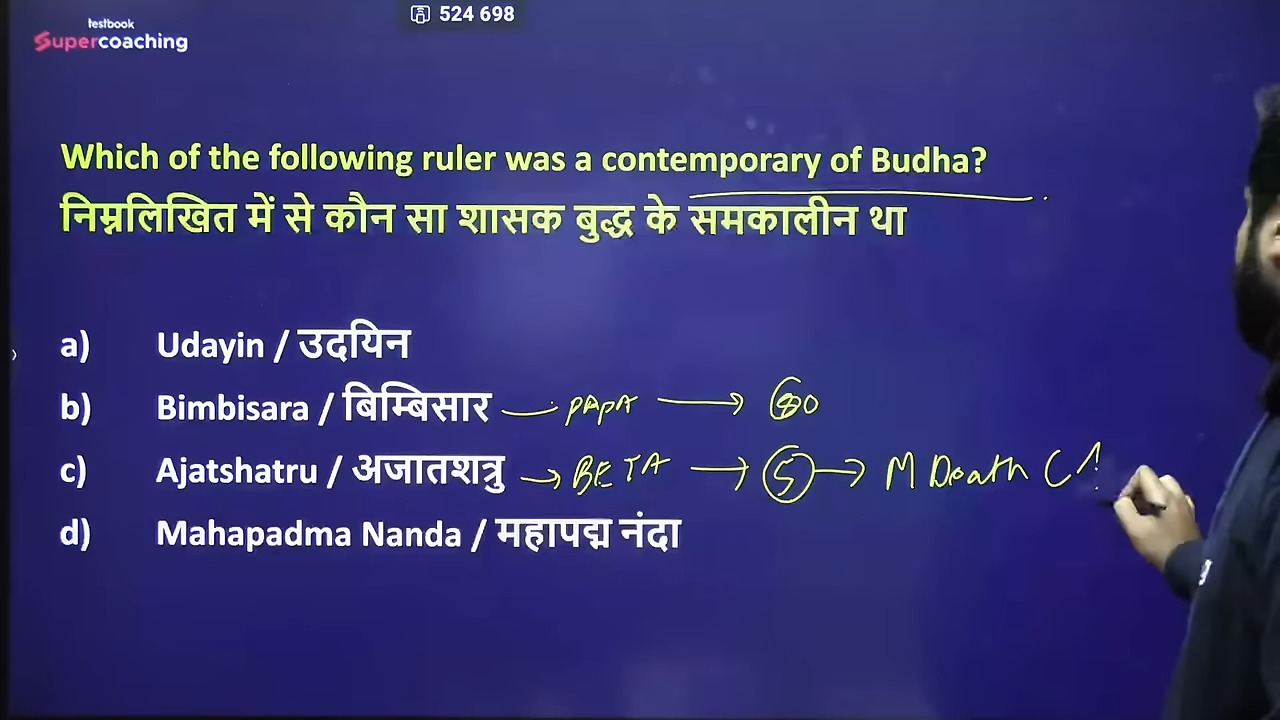 524 698
testbook
Supercoaching
Which of the following ruler was a contemporary of Budha?
निम्नलिखित में से कौन सा शासक बुद्ध के समकालीन था
a) Udayin / उदयिन
b) Bimbisara / बिम्बिसार — PAPA →
c) Ajatshatru / अजातशत्रु → BETA → 5 → M Death (
d) Mahapadma Nanda / महापद्म नंदा